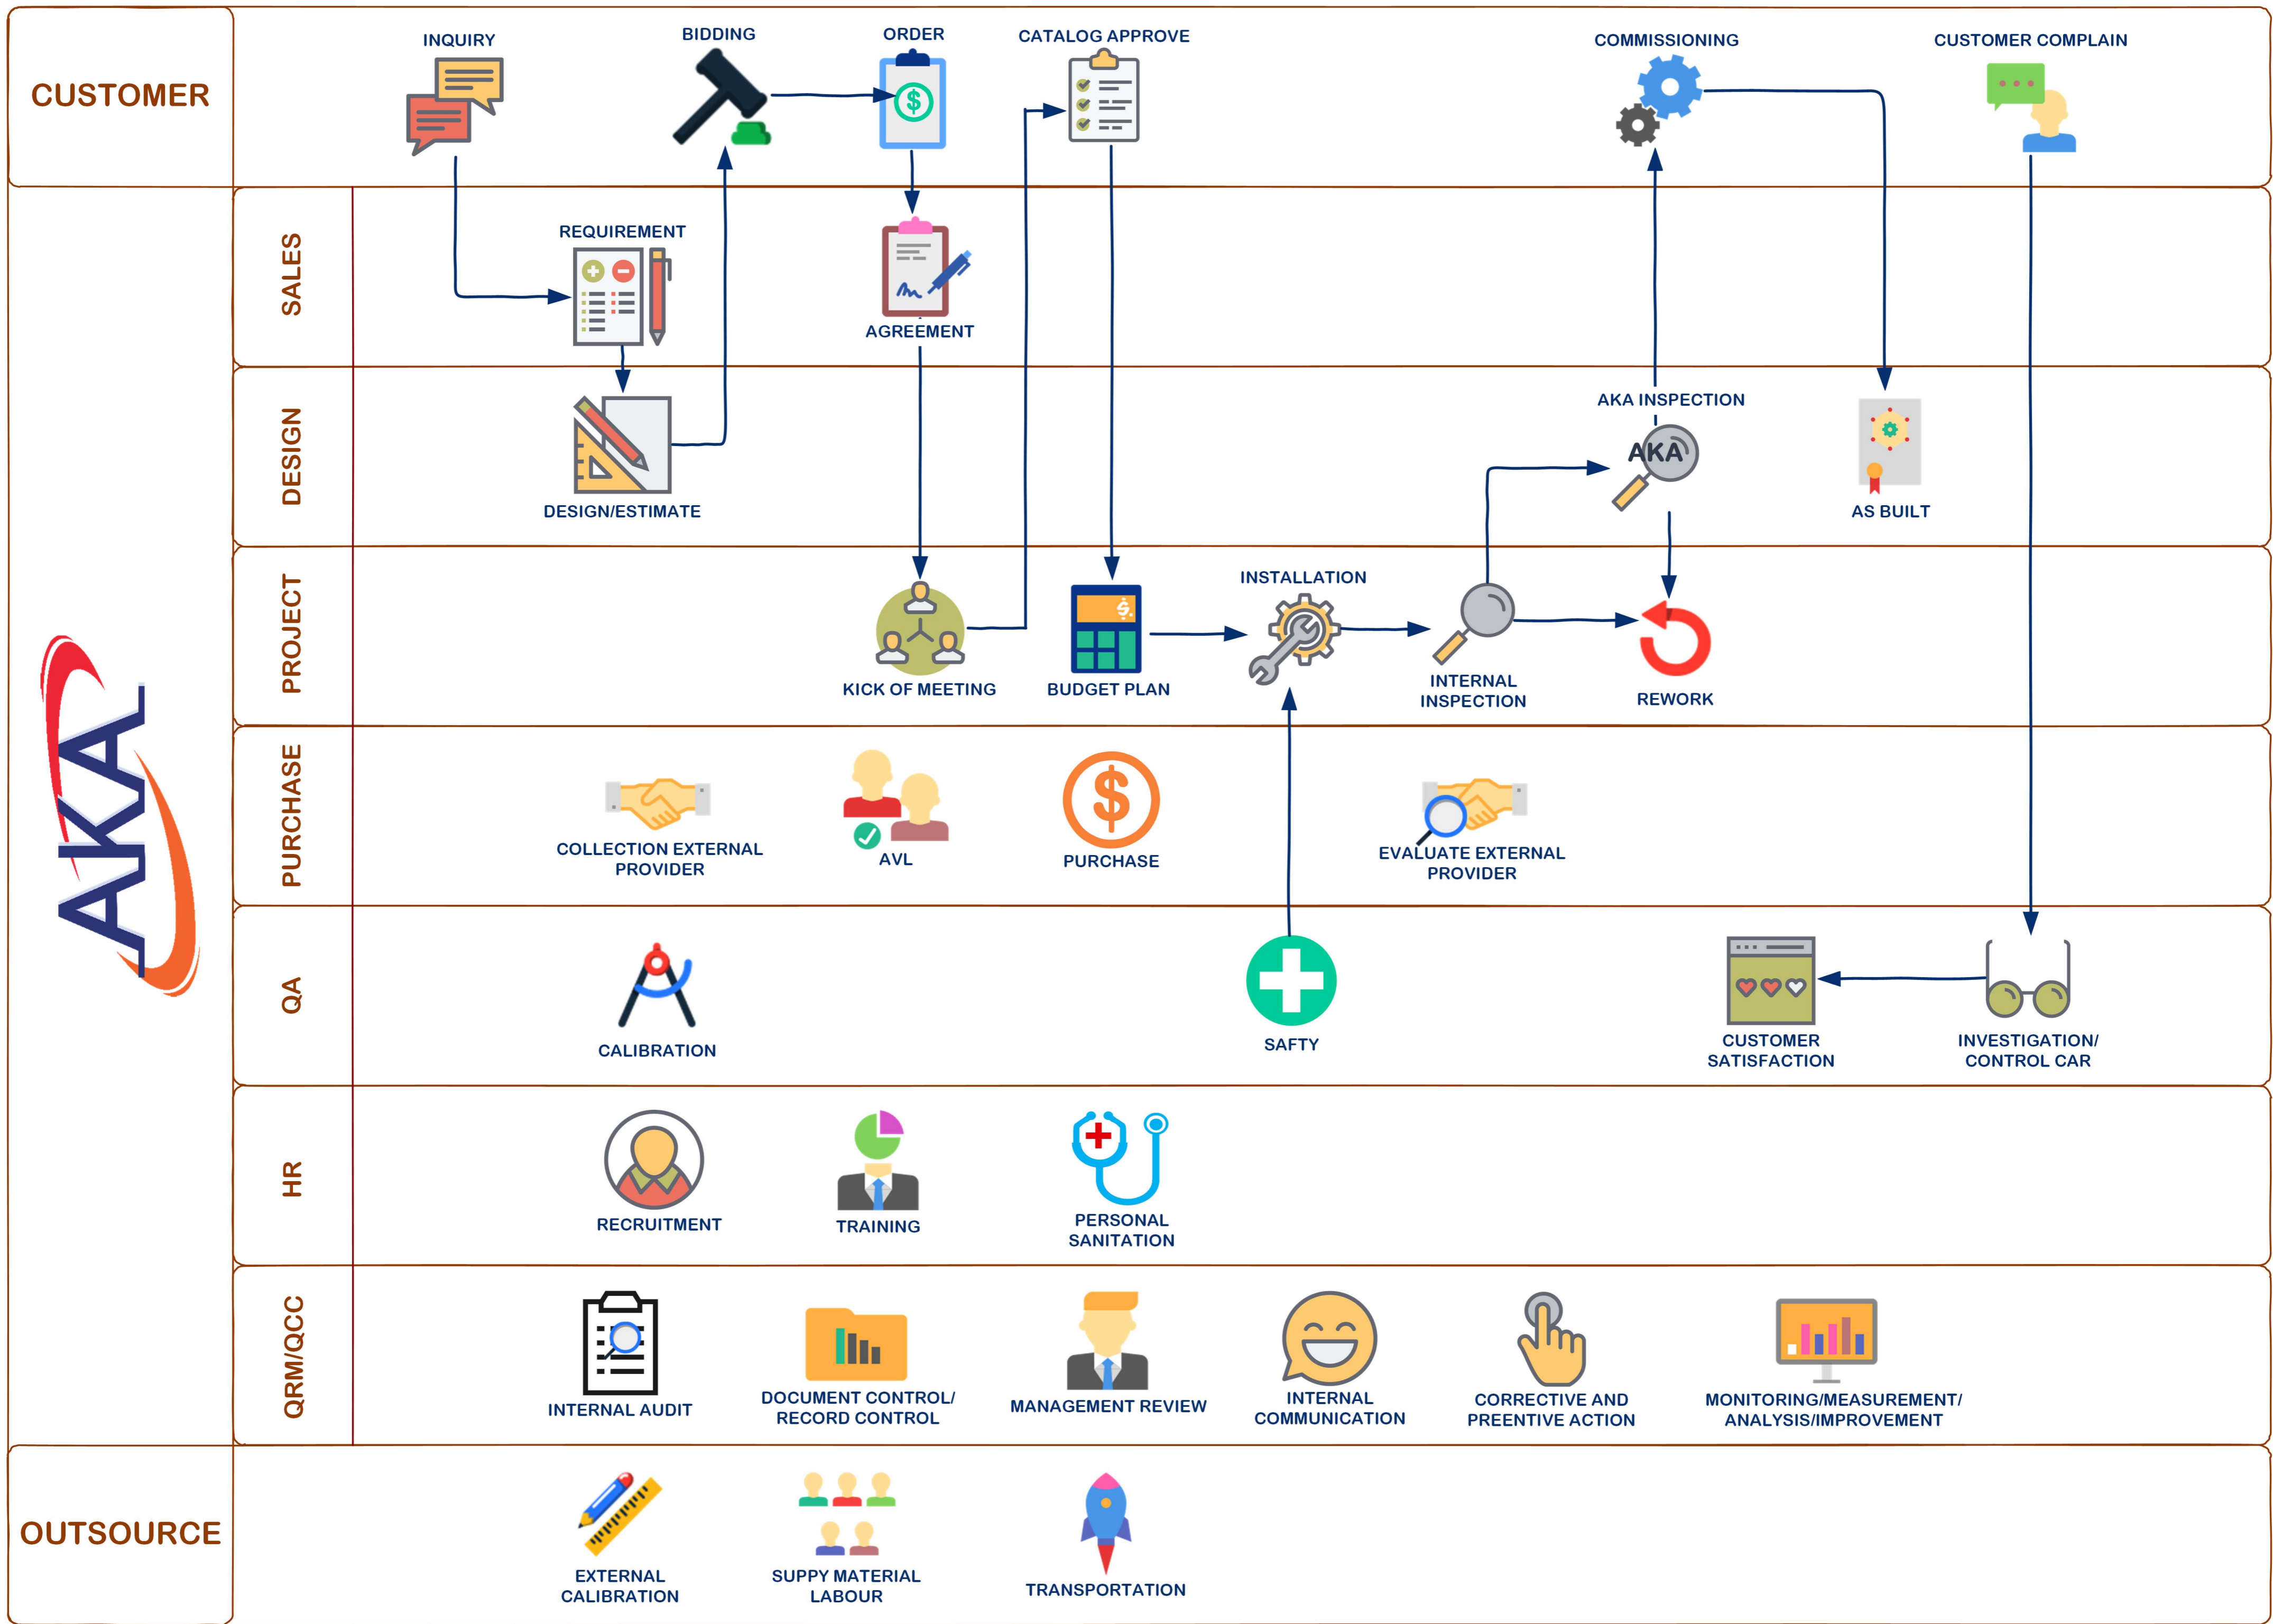 CUSTOMER
INQUIRY
BIDDING
ORDER
CATALOG APPROVE
COMMISSIONING
CUSTOMER COMPLAIN
$
AKA
SALES
REQUIREMENT
AGREEMENT
DESIGN
DESIGN/ESTIMATE
AKA INSPECTION
AKA
AS BUILT
PROJECT
KICK OF MEETING
$.
BUDGET PLAN
INSTALLATION
INTERNAL
INSPECTION
REWORK
PURCHASE
COLLECTION EXTERNAL
PROVIDER
AVL
$
PURCHASE
EVALUATE EXTERNAL
PROVIDER
QA
CALIBRATION
SAFTY
CUSTOMER
SATISFACTION
INVESTIGATION/
CONTROL CAR
HR
RECRUITMENT
TRAINING
PERSONAL
SANITATION
QRM/QCC
INTERNAL AUDIT
DOCUMENT CONTROL/
RECORD CONTROL
MANAGEMENT REVIEW
INTERNAL
COMMUNICATION
CORRECTIVE AND
PREENTIVE ACTION
MONITORING/MEASUREMENT/
ANALYSIS/IMPROVEMENT
OUTSOURCE
EXTERNAL
CALIBRATION
SUPPY MATERIAL
LABOUR
TRANSPORTATION